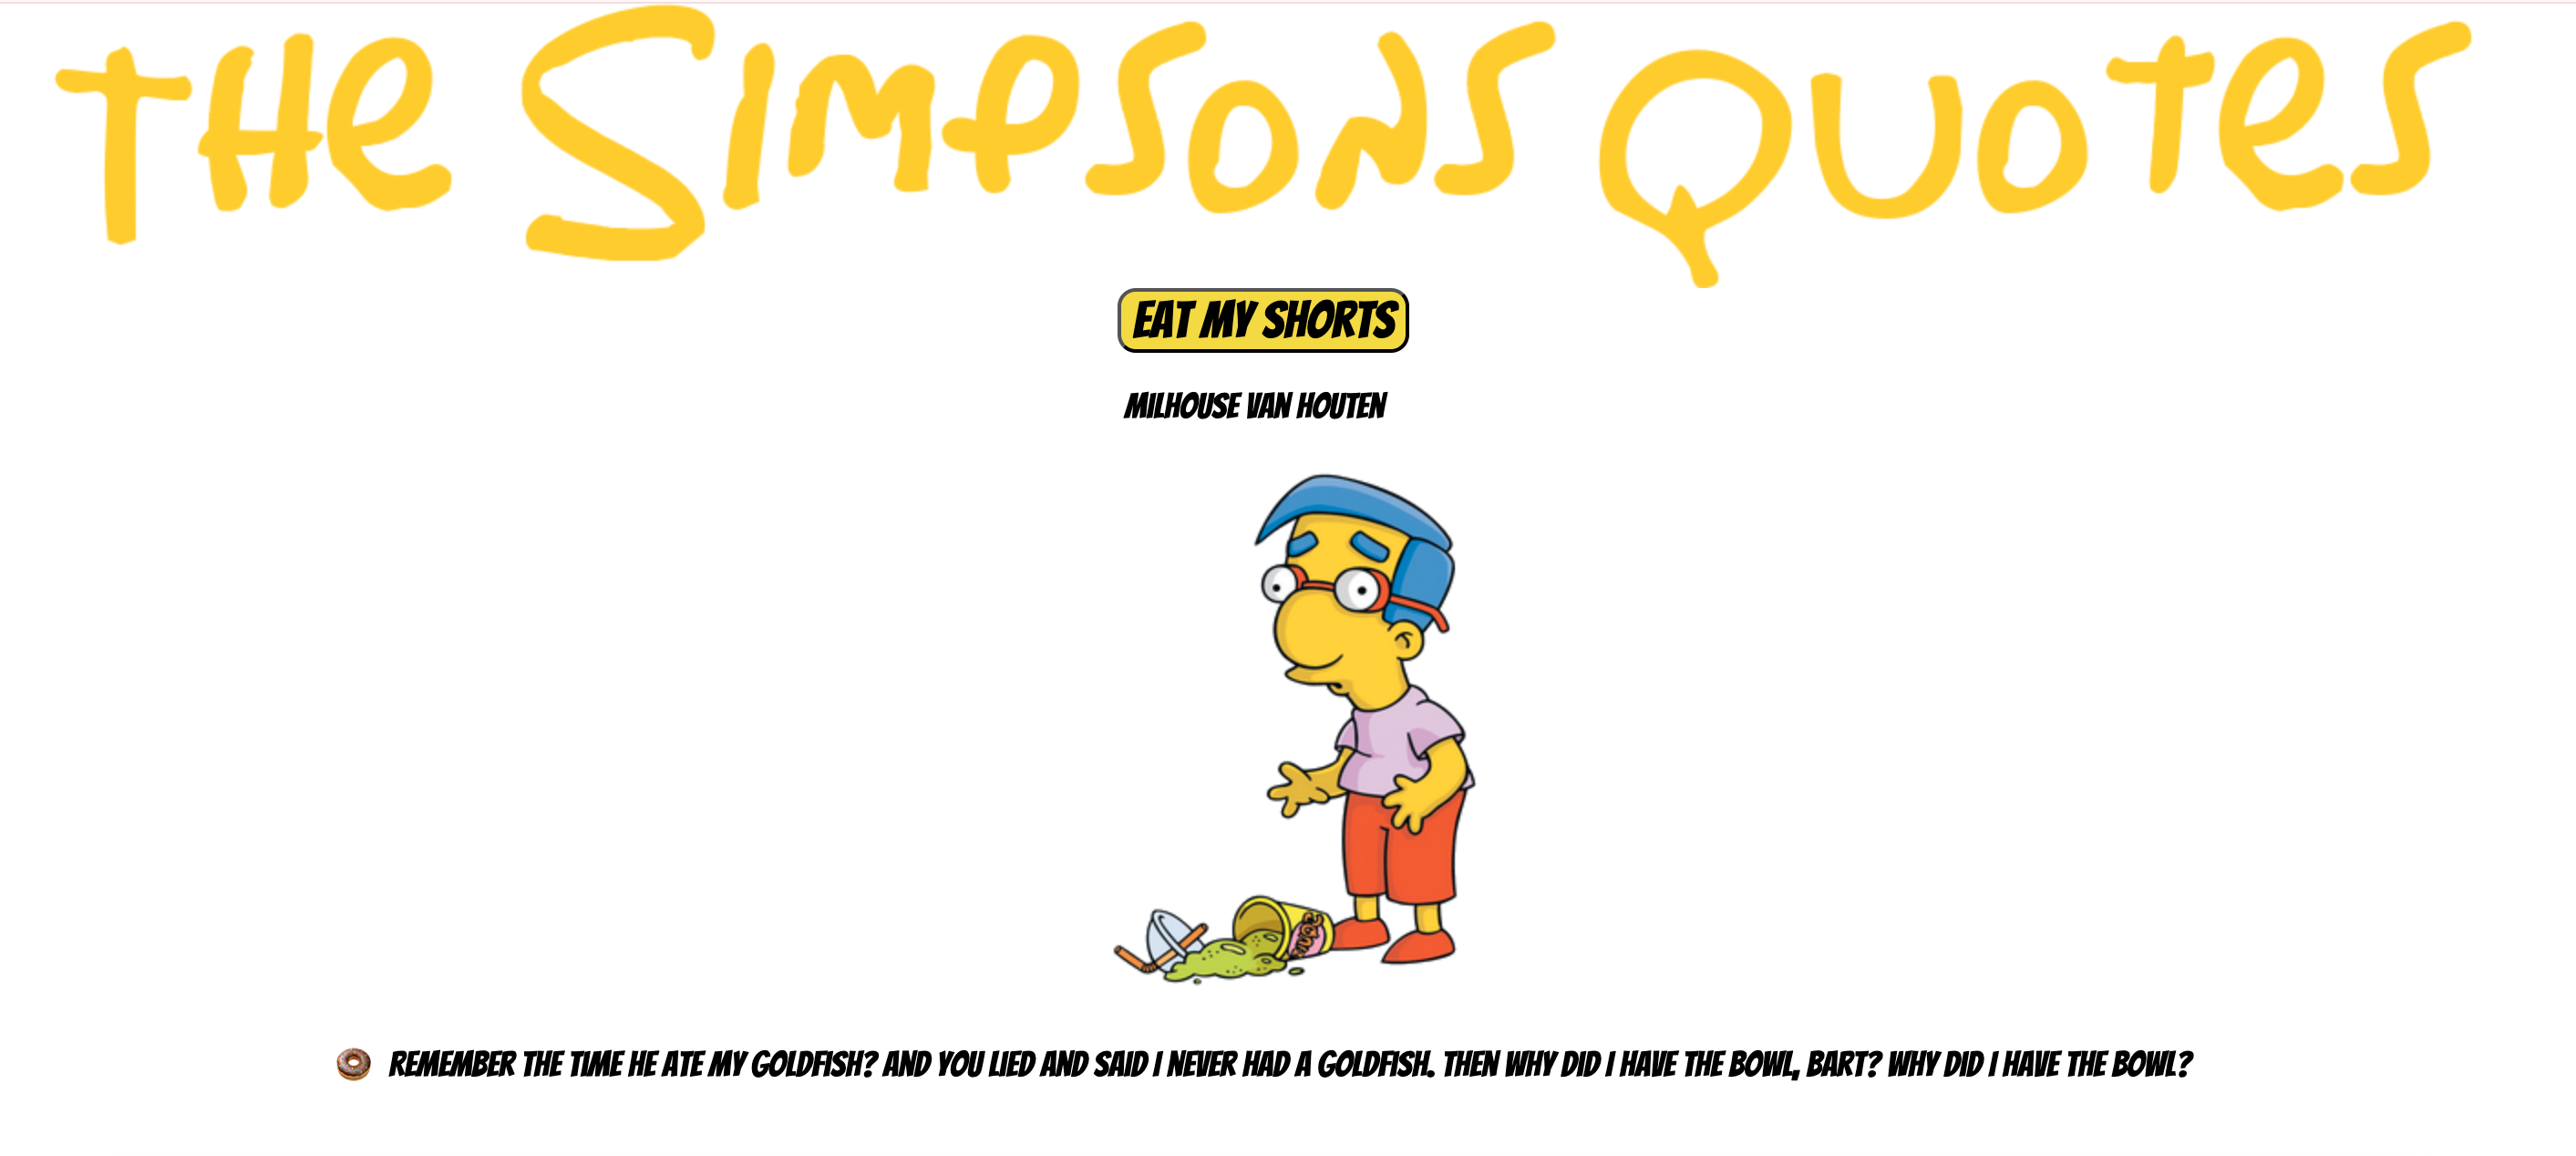 THE SIMPSONS QUOTES
EAT MY SHORTS
MILHOUSE VAN HOUTEN
REMEMBER THE TIME HE ATE MY GOLDFISH? AND YOU LIED AND SAID I NEVER HAD A GOLDFISH. THEN WHY DID I HAVE THE BOWL, BART? WHY DID I HAVE THE BOWL?